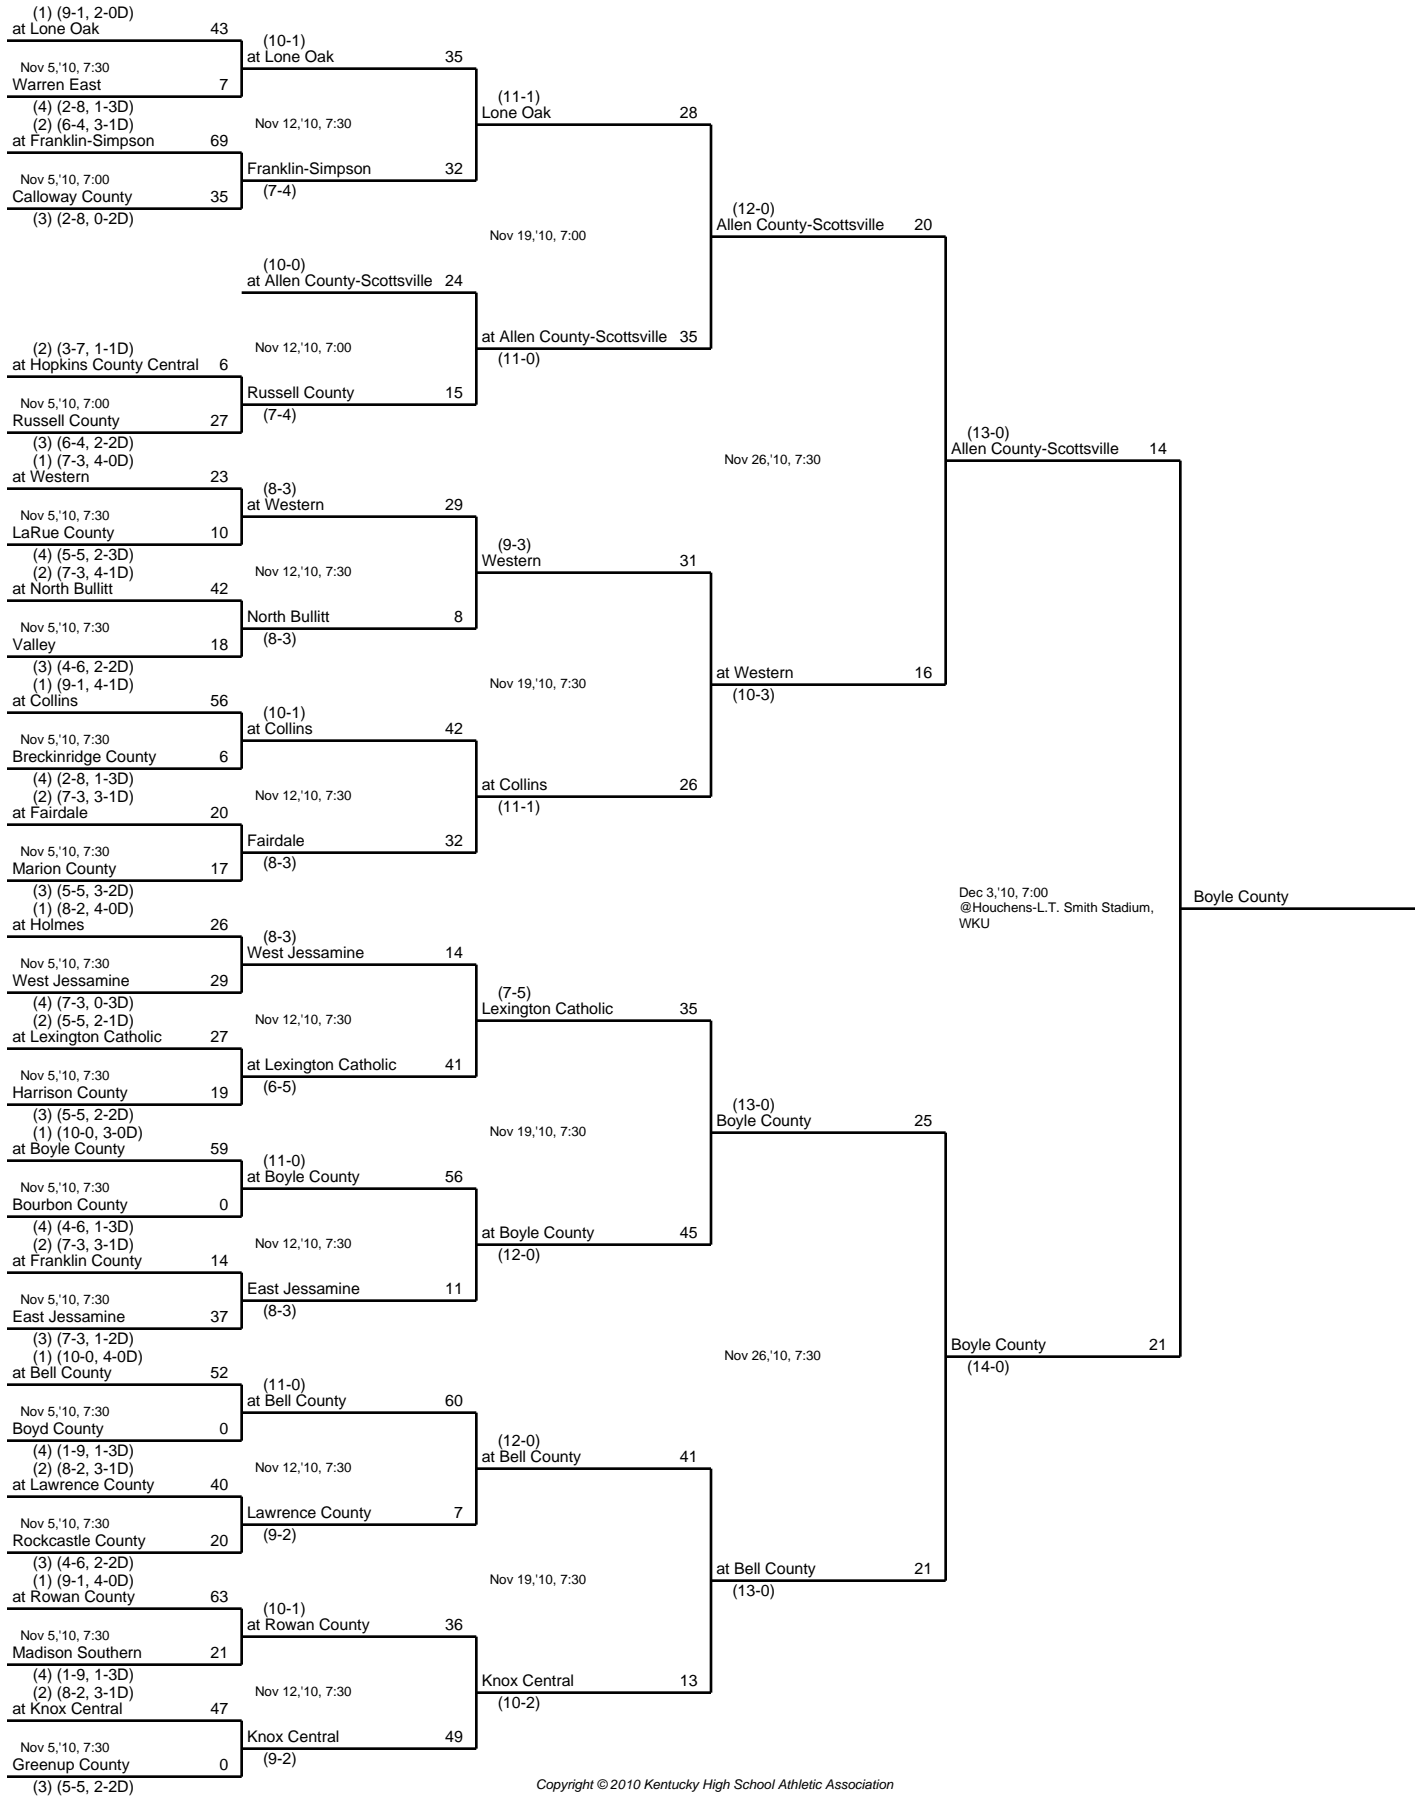 (1) (9-1, 2-0D)
at Lone Oak 43
Nov 5,'10, 7:30
Warren East 7
(4) (2-8, 1-3D)
(2) (6-4, 3-1D)
at Franklin-Simpson 69
Nov 5,'10, 7:00
Calloway County 35
(3) (2-8, 0-2D)
(2) (3-7, 1-1D)
at Hopkins County Central 6
Nov 5,'10, 7:00
Russell County 27
(3) (6-4, 2-2D)
(1) (7-3, 4-0D)
at Western 23
Nov 5,'10, 7:30
LaRue County 10
(4) (5-5, 2-3D)
(2) (7-3, 4-1D)
at North Bullitt 42
Nov 5,'10, 7:30
Valley 18
(3) (4-6, 2-2D)
(1) (9-1, 4-1D)
at Collins 56
Nov 5,'10, 7:30
Breckinridge County 6
(4) (2-8, 1-3D)
(2) (7-3, 3-1D)
at Fairdale 20
Nov 5,'10, 7:30
Marion County 17
(3) (5-5, 3-2D)
(1) (8-2, 4-0D)
at Holmes 26
Nov 5,'10, 7:30
West Jessamine 29
(4) (7-3, 0-3D)
(2) (5-5, 2-1D)
at Lexington Catholic 27
Nov 5,'10, 7:30
Harrison County 19
(3) (5-5, 2-2D)
(1) (10-0, 3-0D)
at Boyle County 59
Nov 5,'10, 7:30
Bourbon County 0
(4) (4-6, 1-3D)
(2) (7-3, 3-1D)
at Franklin County 14
Nov 5,'10, 7:30
East Jessamine 37
(3) (7-3, 1-2D)
(1) (10-0, 4-0D)
at Bell County 52
Nov 5,'10, 7:30
Boyd County 0
(4) (1-9, 1-3D)
(2) (8-2, 3-1D)
at Lawrence County 40
Nov 5,'10, 7:30
Rockcastle County 20
(3) (4-6, 2-2D)
(1) (9-1, 4-0D)
at Rowan County 63
Nov 5,'10, 7:30
Madison Southern 21
(4) (1-9, 1-3D)
(2) (8-2, 3-1D)
at Knox Central 47
Nov 5,'10, 7:30
Greenup County 0
(3) (5-5, 2-2D)
(10-1)
at Lone Oak 35
Nov 12,'10, 7:30
Franklin-Simpson 32
(7-4)
(10-0)
at Allen County-Scottsville 24
Nov 12,'10, 7:00
Russell County 15
(7-4)
(8-3)
at Western 29
Nov 12,'10, 7:30
North Bullitt 8
(8-3)
(10-1)
at Collins 42
Nov 12,'10, 7:30
Fairdale 32
(8-3)
(8-3)
West Jessamine 14
Nov 12,'10, 7:30
at Lexington Catholic 41
(6-5)
(11-0)
at Boyle County 56
Nov 12,'10, 7:30
East Jessamine 11
(8-3)
(11-0)
at Bell County 60
Nov 12,'10, 7:30
Lawrence County 7
(9-2)
(10-1)
at Rowan County 36
Nov 12,'10, 7:30
Knox Central 49
(9-2)
(11-1)
Lone Oak 28
Nov 19,'10, 7:00
at Allen County-Scottsville 35
(11-0)
(9-3)
Western 31
Nov 19,'10, 7:30
at Collins 26
(11-1)
(7-5)
Lexington Catholic 35
Nov 19,'10, 7:30
at Boyle County 45
(12-0)
(12-0)
at Bell County 41
Nov 19,'10, 7:30
Knox Central 13
(10-2)
(12-0)
Allen County-Scottsville 20
Nov 26,'10, 7:30
at Western 16
(10-3)
(13-0)
Boyle County 25
Nov 26,'10, 7:30
at Bell County 21
(13-0)
(13-0)
Allen County-Scottsville 14
Dec 3,'10, 7:00
@Houchens-L.T. Smith Stadium,
WKU
Boyle County 21
(14-0)
Boyle County
Copyright © 2010 Kentucky High School Athletic Association